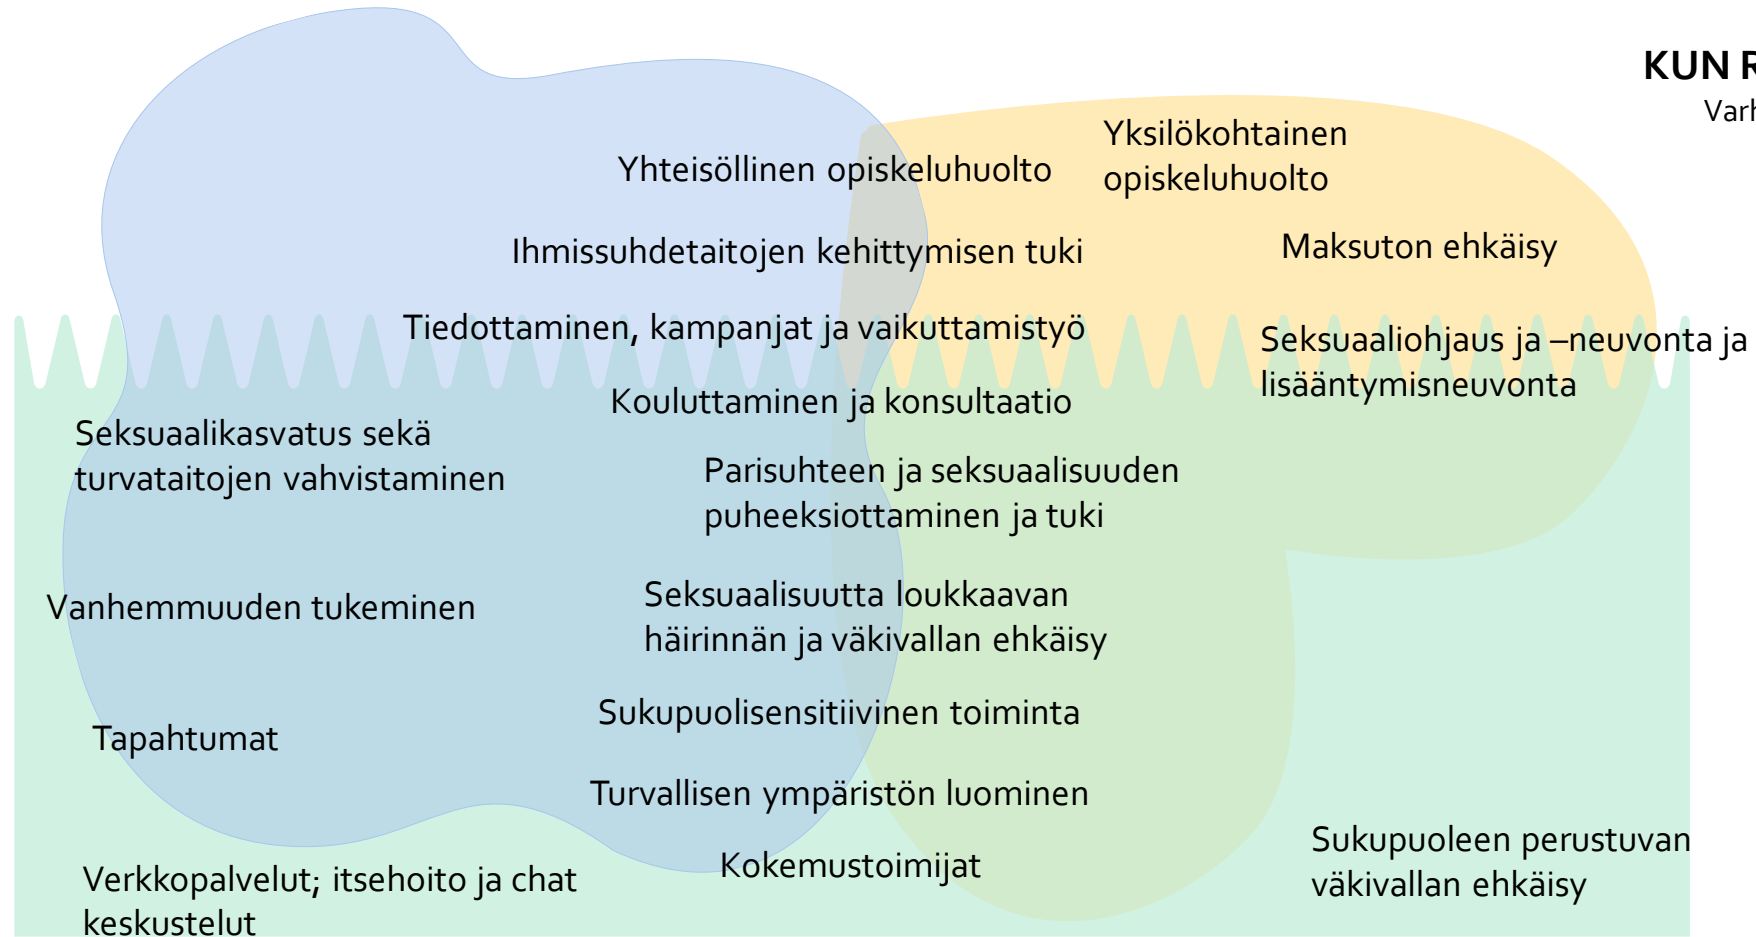 KUN R
Varh
Yksilökohtainen
opiskeluhuolto
Yhteisöllinen opiskeluhuolto
Ihmissuhdetaitojen kehittymisen tuki
Maksuton ehkäisy
Tiedottaminen, kampanjat ja vaikuttamistyö
Seksuaaliohjaus ja –neuvonta ja
lisääntymisneuvonta
Kouluttaminen ja konsultaatio
Seksuaalikasvatus sekä
turvataitojen vahvistaminen
Parisuhteen ja seksuaalisuuden
puheeksiottaminen ja tuki
Vanhemmuuden tukeminen
Seksuaalisuutta loukkaavan
häirinnän ja väkivallan ehkäisy
Sukupuolisensitiivinen toiminta
Tapahtumat
Turvallisen ympäristön luominen
Kokemustoimijat
Sukupuoleen perustuvan
väkivallan ehkäisy
Verkkopalvelut; itsehoito ja chat
keskustelut